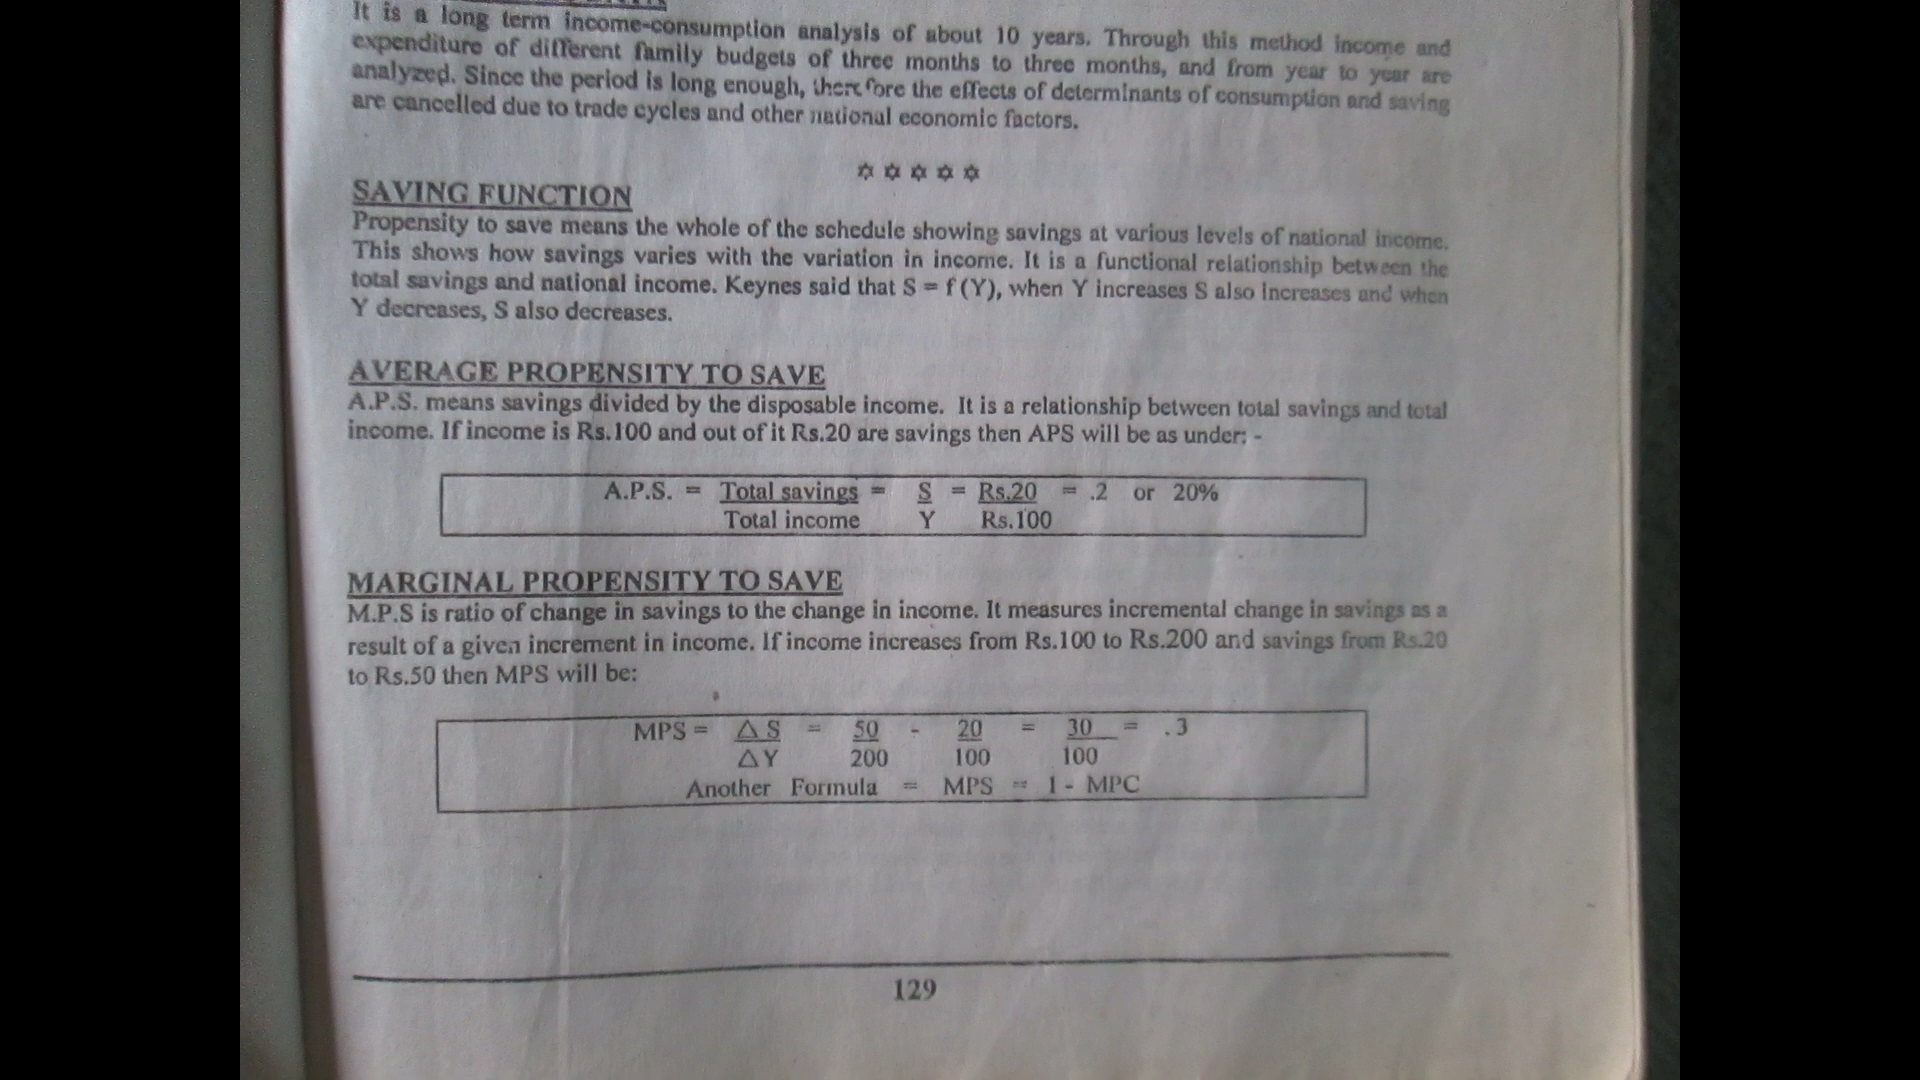 It is a long term income-consumption analysis of about 10 years. Through this method income and
expenditure of different family budgets of three months to three months, and from year to year are
analyzed. Since the period is long enough, therefore the effects of determinants of consumption and saving
are cancelled due to trade cycles and other national economic factors.
✡ ✡ ✡ ✡ ✡
SAVING FUNCTION
Propensity to save means the whole of the schedule showing savings at various levels of national income.
This shows how savings varies with the variation in income. It is a functional relationship between the
total savings and national income. Keynes said that S = f (Y), when Y increases S also increases and when
Y decreases, S also decreases.
AVERAGE PROPENSITY TO SAVE
A.P.S. means savings divided by the disposable income. It is a relationship between total savings and total
income. If income is Rs.100 and out of it Rs.20 are savings then APS will be as under: -
A.P.S. = Total savings = S = Rs.20 = .2 or 20%
Total income Y Rs.100
MARGINAL PROPENSITY TO SAVE
M.P.S is ratio of change in savings to the change in income. It measures incremental change in savings as a
result of a given increment in income. If income increases from Rs.100 to Rs.200 and savings from Rs.20
to Rs.50 then MPS will be:
MPS = △ S = 50 - 20 = 30 = .3
△ Y 200 100 100
Another Formula = MPS = 1 - MPC
129